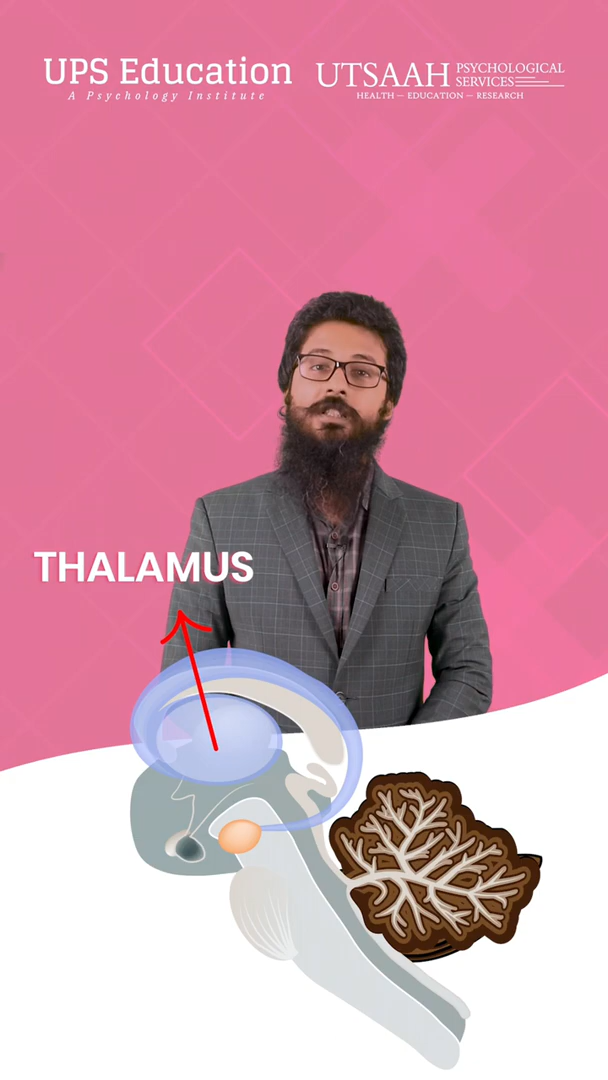 UPS Education
A Psychology Institute
UTSAAH PSYCHOLOGICAL SERVICES
HEALTH — EDUCATION — RESEARCH
THALAMUS